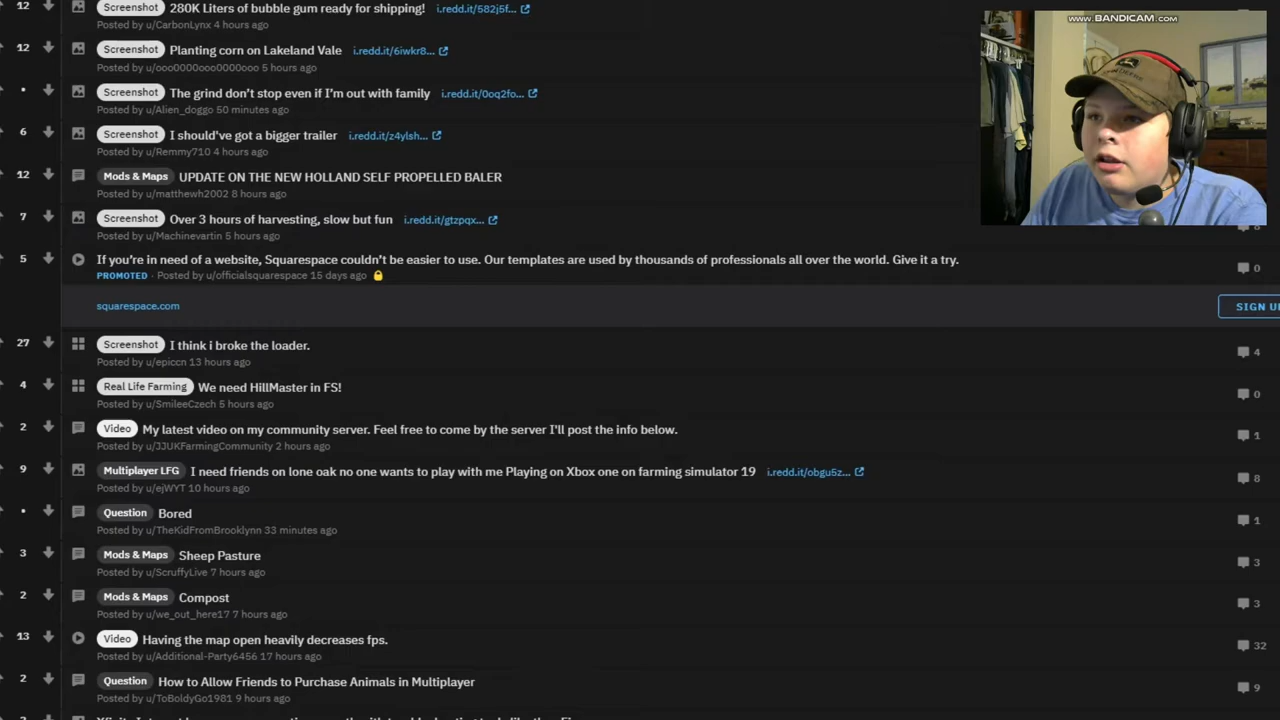 12 Screenshot 280K Liters of bubble gum ready for shipping! i.redd.it/582j5f...
Posted by u/CarbonLynx 4 hours ago
WWW.BANDICAM.COM
12 Screenshot Planting corn on Lakeland Vale i.redd.it/6iwkr8...
Posted by u/ooo0000ooo0000ooo 5 hours ago
• Screenshot The grind don't stop even if I'm out with family i.redd.it/0oq2fo...
Posted by u/Alien_doggo 50 minutes ago
6 Screenshot I should've got a bigger trailer i.redd.it/z4ylsh...
Posted by u/Remmy710 4 hours ago
12 Mods & Maps UPDATE ON THE NEW HOLLAND SELF PROPELLED BALER
Posted by u/matthewh2002 8 hours ago
7 Screenshot Over 3 hours of harvesting, slow but fun i.redd.it/gtzpqx...
Posted by u/Machinevartin 5 hours ago
5 If you're in need of a website, Squarespace couldn't be easier to use. Our templates are used by thousands of professionals all over the world. Give it a try. 0
PROMOTED · Posted by u/officialsquarespace 15 days ago
squarespace.com SIGN U
27 Screenshot I think i broke the loader. 4
Posted by u/epiccn 13 hours ago
4 Real Life Farming We need HillMaster in FS! 0
Posted by u/SmileeCzech 5 hours ago
2 Video My latest video on my community server. Feel free to come by the server I'll post the info below. 1
Posted by u/JJUKFarmingCommunity 2 hours ago
9 Multiplayer LFG I need friends on lone oak no one wants to play with me Playing on Xbox one on farming simulator 19 i.redd.it/obgu5z... 8
Posted by u/ejWYT 10 hours ago
• Question Bored 1
Posted by u/TheKidFromBrooklynn 33 minutes ago
3 Mods & Maps Sheep Pasture 3
Posted by u/ScruffyLive 7 hours ago
2 Mods & Maps Compost 3
Posted by u/we_out_here17 7 hours ago
13 Video Having the map open heavily decreases fps. 32
Posted by u/Additional-Party6456 17 hours ago
2 Question How to Allow Friends to Purchase Animals in Multiplayer 9
Posted by u/ToBoldyGo1981 9 hours ago